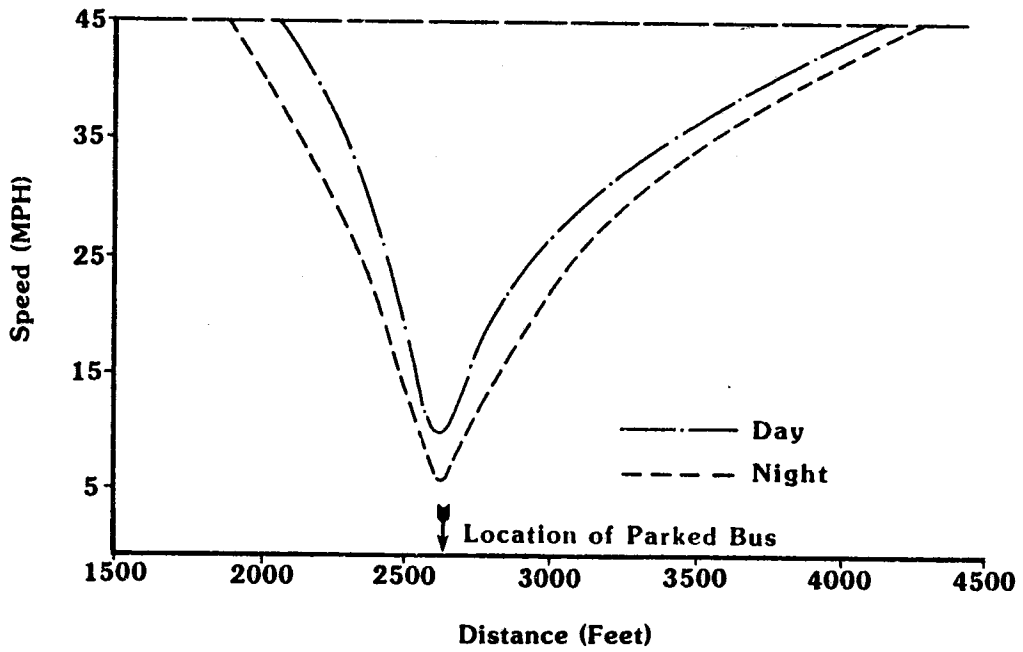 45
35
25
15
5
Speed (MPH)
Day
Night
Location of Parked Bus
1500 2000 2500 3000 3500 4000 4500
Distance (Feet)